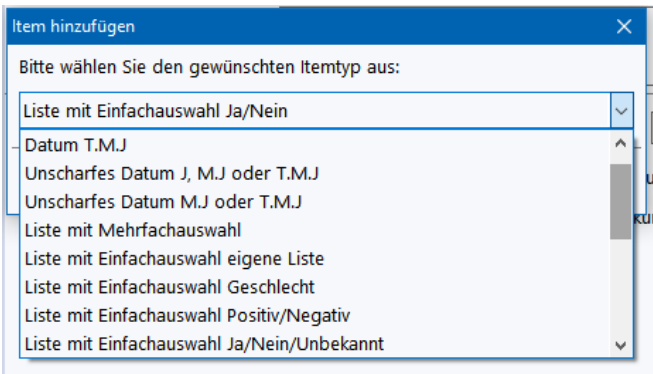 Item hinzufügen
Bitte wählen Sie den gewünschten Itemtyp aus:
Liste mit Einfachauswahl Ja/Nein
Datum T.M.J
Unscharfes Datum J, M.J oder T.M.J
Unscharfes Datum M.J oder T.M.J
Liste mit Mehrfachauswahl
Liste mit Einfachauswahl eigene Liste
Liste mit Einfachauswahl Geschlecht
Liste mit Einfachauswahl Positiv/Negativ
Liste mit Einfachauswahl Ja/Nein/Unbekannt